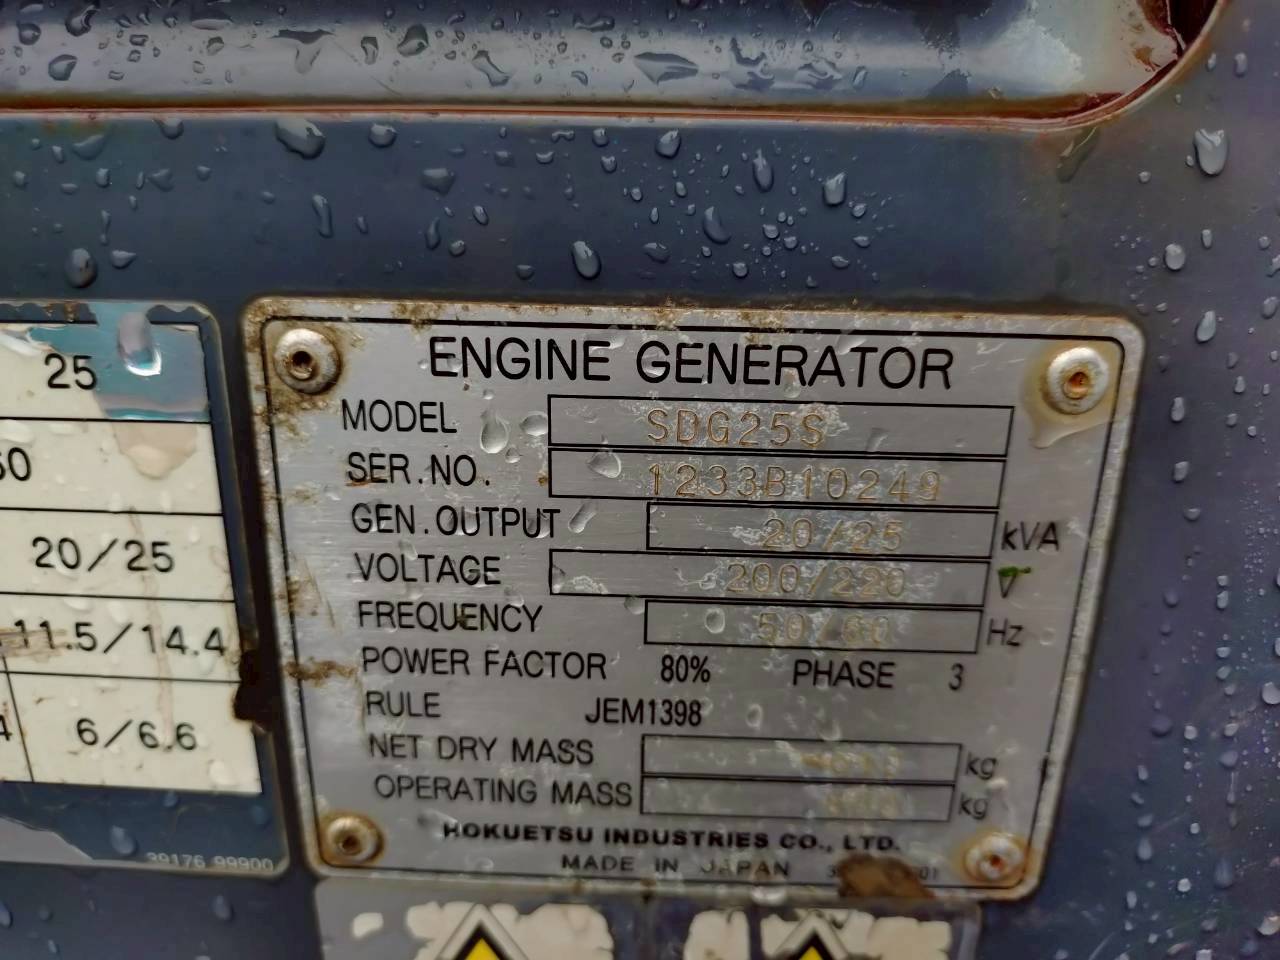 25
60
20/25
11.5/14.4
4 6/6.6
39176 99900
ENGINE GENERATOR
MODEL SDG25S
SER.NO. 1233B10249
GEN.OUTPUT 20/25 kVA
VOLTAGE 200/220 V
FREQUENCY 50/60 Hz
POWER FACTOR 80% PHASE 3
RULE JEM1398
NET DRY MASS kg
OPERATING MASS kg
HOKUETSU INDUSTRIES CO., LTD.
MADE IN JAPAN